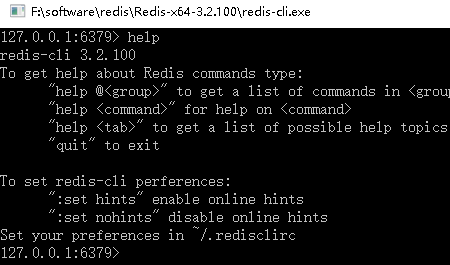 F:\software\redis\Redis-x64-3.2.100\redis-cli.exe
127.0.0.1:6379> help
redis-cli 3.2.100
To get help about Redis commands type:
"help @<group>" to get a list of commands in <grou
"help <command>" for help on <command>
"help <tab>" to get a list of possible help topics
"quit" to exit
To set redis-cli perferences:
":set hints" enable online hints
":set nohints" disable online hints
Set your preferences in ~/.redisclirc
127.0.0.1:6379>